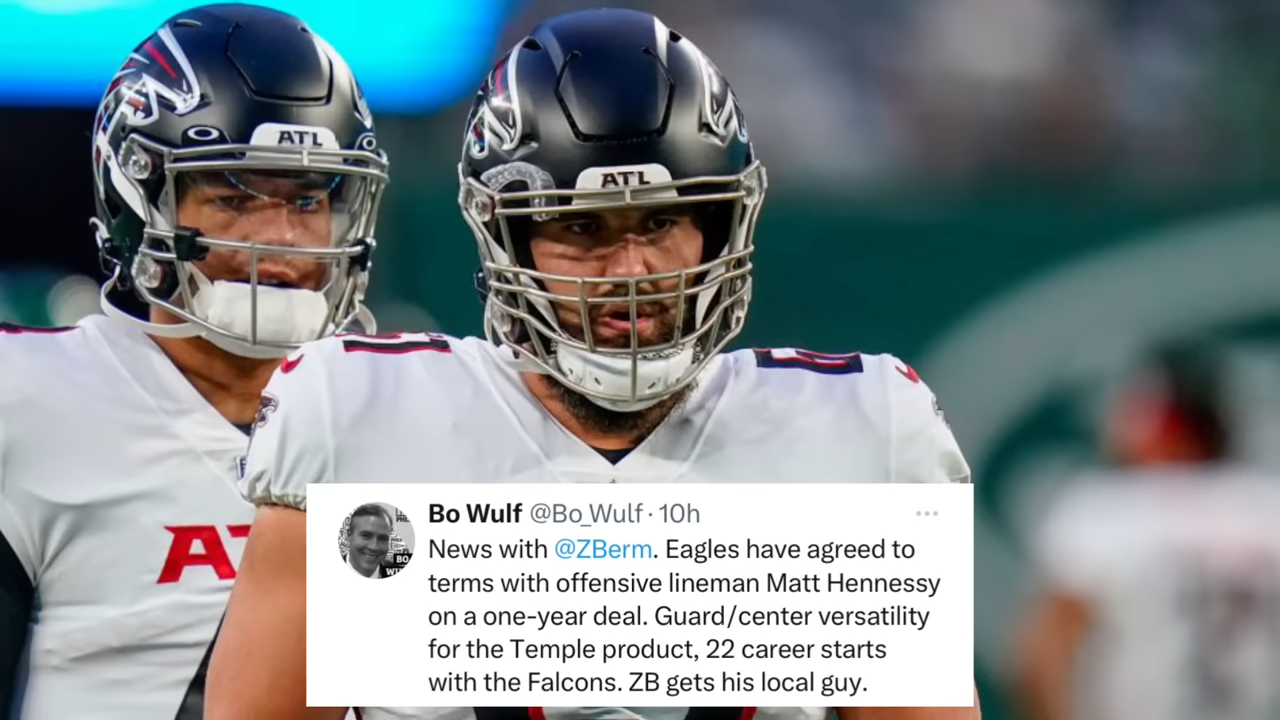 ATL
ATL
AT
Bo Wulf @Bo_Wulf · 10h
News with @ZBerm. Eagles have agreed to
terms with offensive lineman Matt Hennessy
on a one-year deal. Guard/center versatility
for the Temple product, 22 career starts
with the Falcons. ZB gets his local guy.